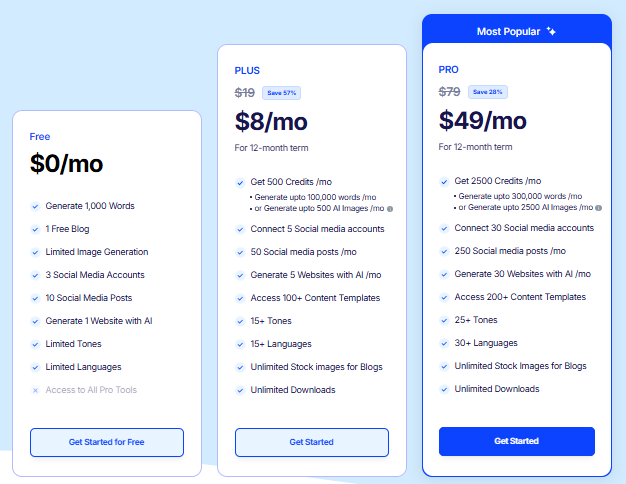 Free
$0/mo
Generate 1,000 Words
1 Free Blog
Limited Image Generation
3 Social Media Accounts
10 Social Media Posts
Generate 1 Website with AI
Limited Tones
Limited Languages
Access to All Pro Tools
Get Started for Free
PLUS
$19 Save 57%
$8/mo
For 12-month term
Get 500 Credits /mo
• Generate upto 100,000 words /mo
• or Generate upto 500 AI Images /mo
Connect 5 Social media accounts
50 Social media posts /mo
Generate 5 Websites with AI /mo
Access 100+ Content Templates
15+ Tones
15+ Languages
Unlimited Stock images for Blogs
Unlimited Downloads
Get Started
Most Popular
PRO
$79 Save 28%
$49/mo
For 12-month term
Get 2500 Credits /mo
• Generate upto 300,000 words /mo
• or Generate upto 2500 AI Images /mo
Connect 30 Social media accounts
250 Social media posts /mo
Generate 30 Websites with AI /mo
Access 200+ Content Templates
25+ Tones
30+ Languages
Unlimited Stock Images for Blogs
Unlimited Downloads
Get Started